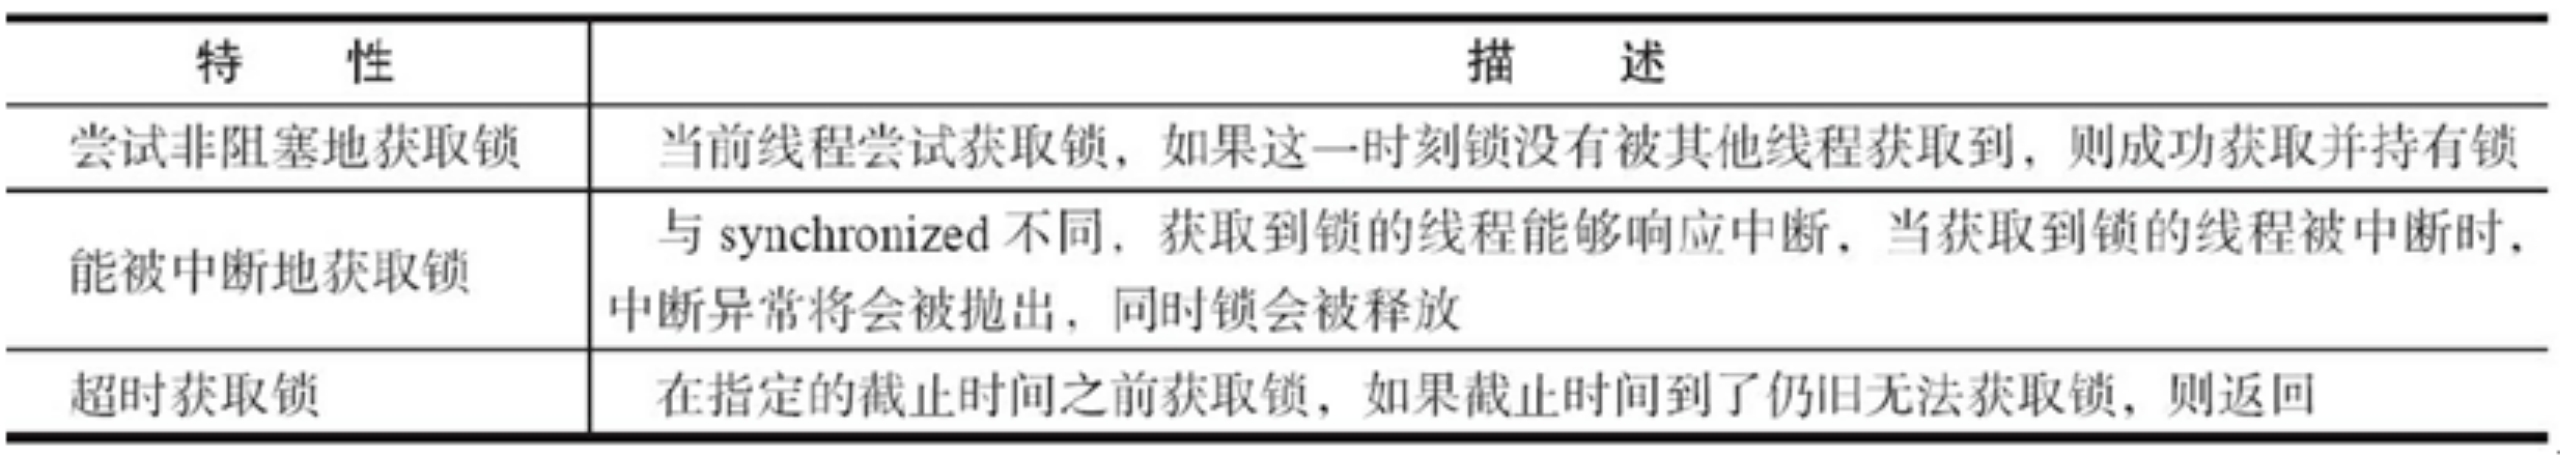 特 性 描 述
尝试非阻塞地获取锁 当前线程尝试获取锁，如果这一时刻锁没有被其他线程获取到，则成功获取并持有锁
能被中断地获取锁 与 synchronized 不同，获取到锁的线程能够响应中断，当获取到锁的线程被中断时，
中断异常将会被抛出，同时锁会被释放
超时获取锁 在指定的截止时间之前获取锁，如果截止时间到了仍旧无法获取锁，则返回